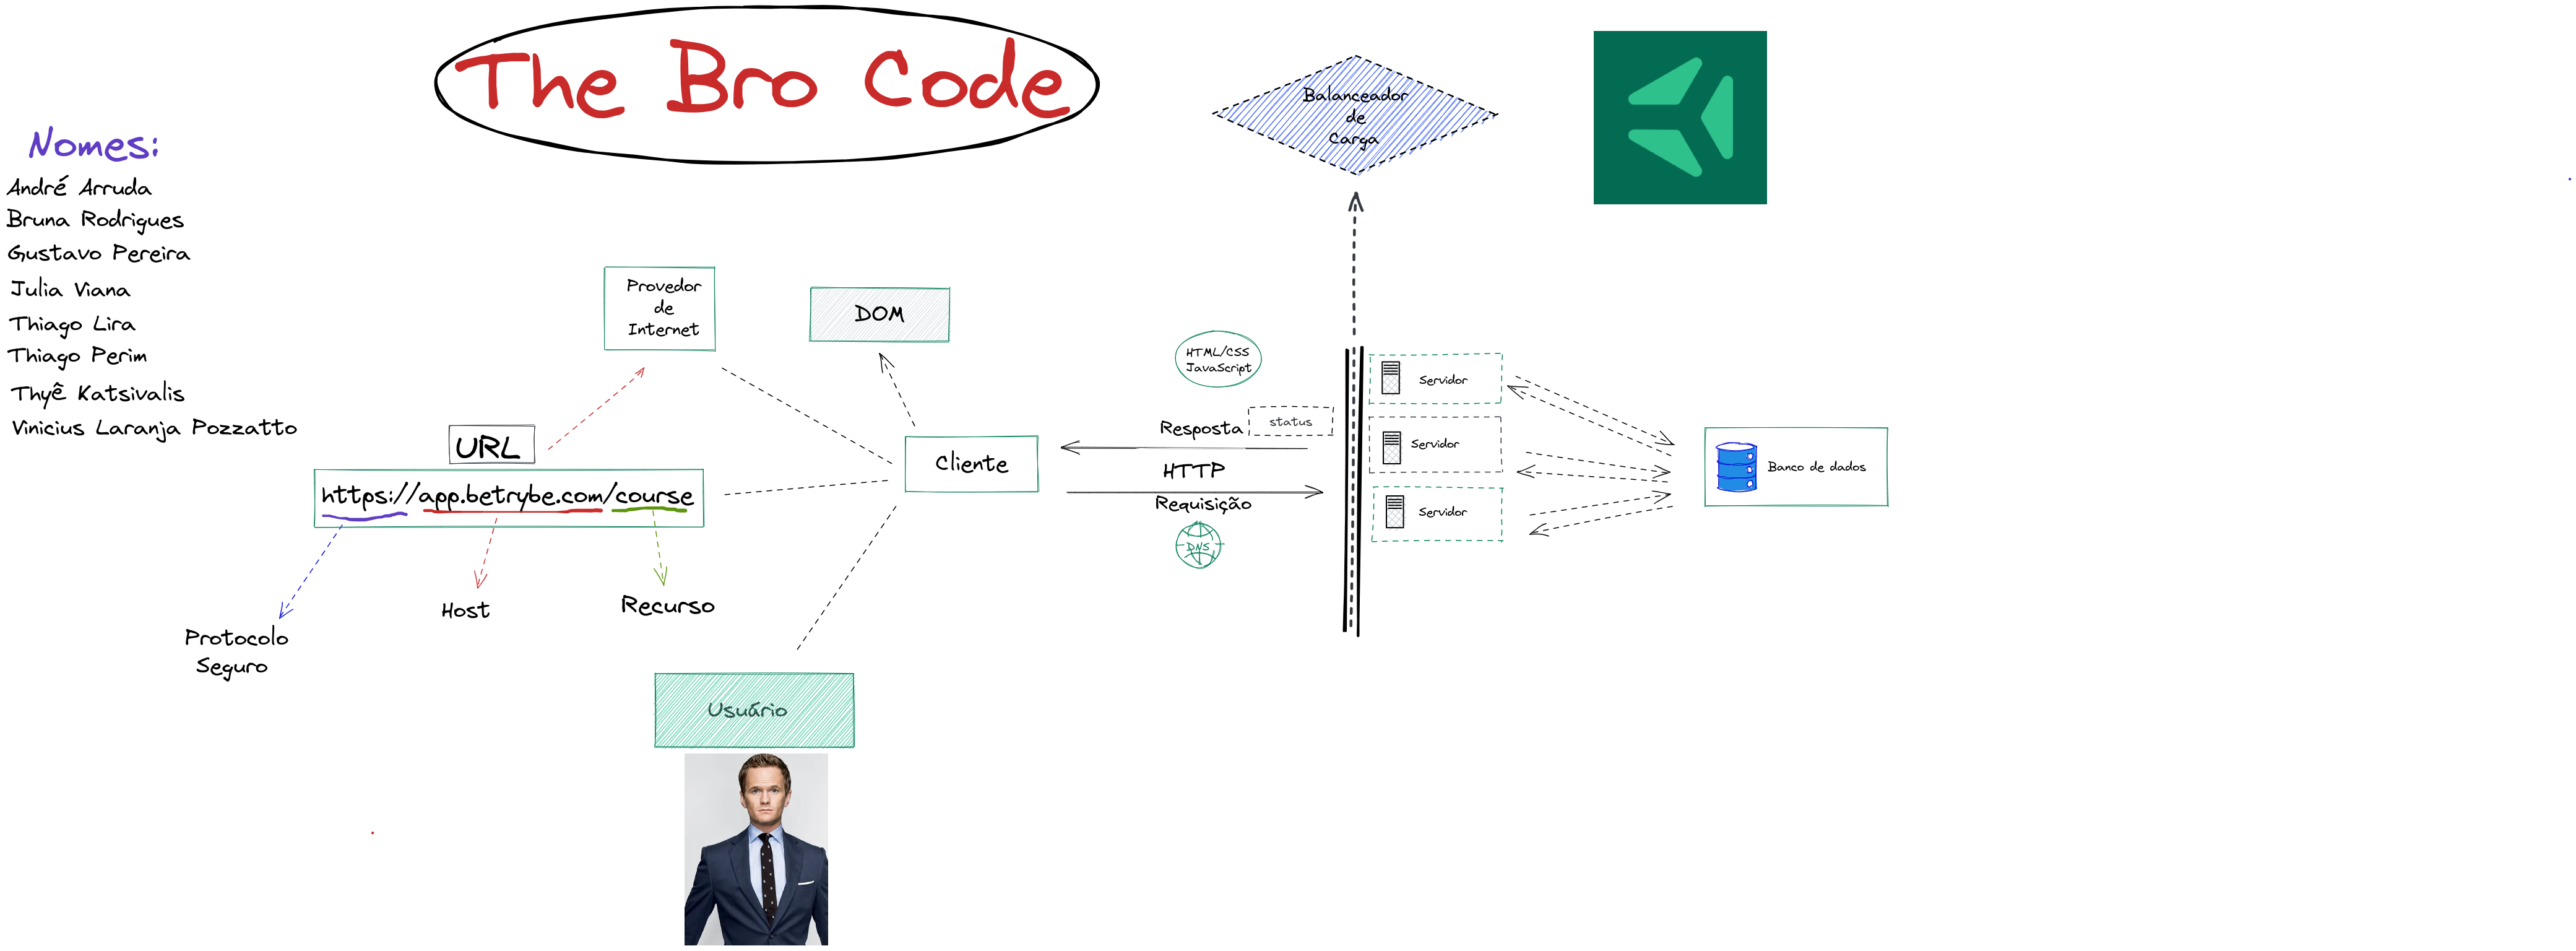 The Bro Code
Nomes:
André Arruda
Bruna Rodrigues
Gustavo Pereira
Julia Viana
Thiago Lira
Thiago Perim
Thyê Katsivalis
Vinicius Laranja Pozzatto
Balanceador
de
Carga
Provedor
de
Internet
DOM
HTML/CSS
JavaScript
Servidor
status
Resposta
URL
Cliente
HTTP
Servidor
Banco de dados
https://app.betrybe.com/course
Requisição
Servidor
DNS
Host
Recurso
Protocolo
Seguro
Usuário